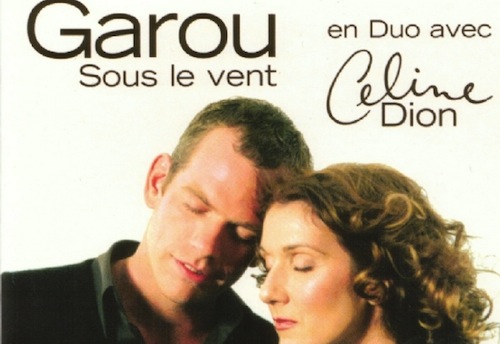 Garou
Sous le vent
en Duo avec
Celine
Dion